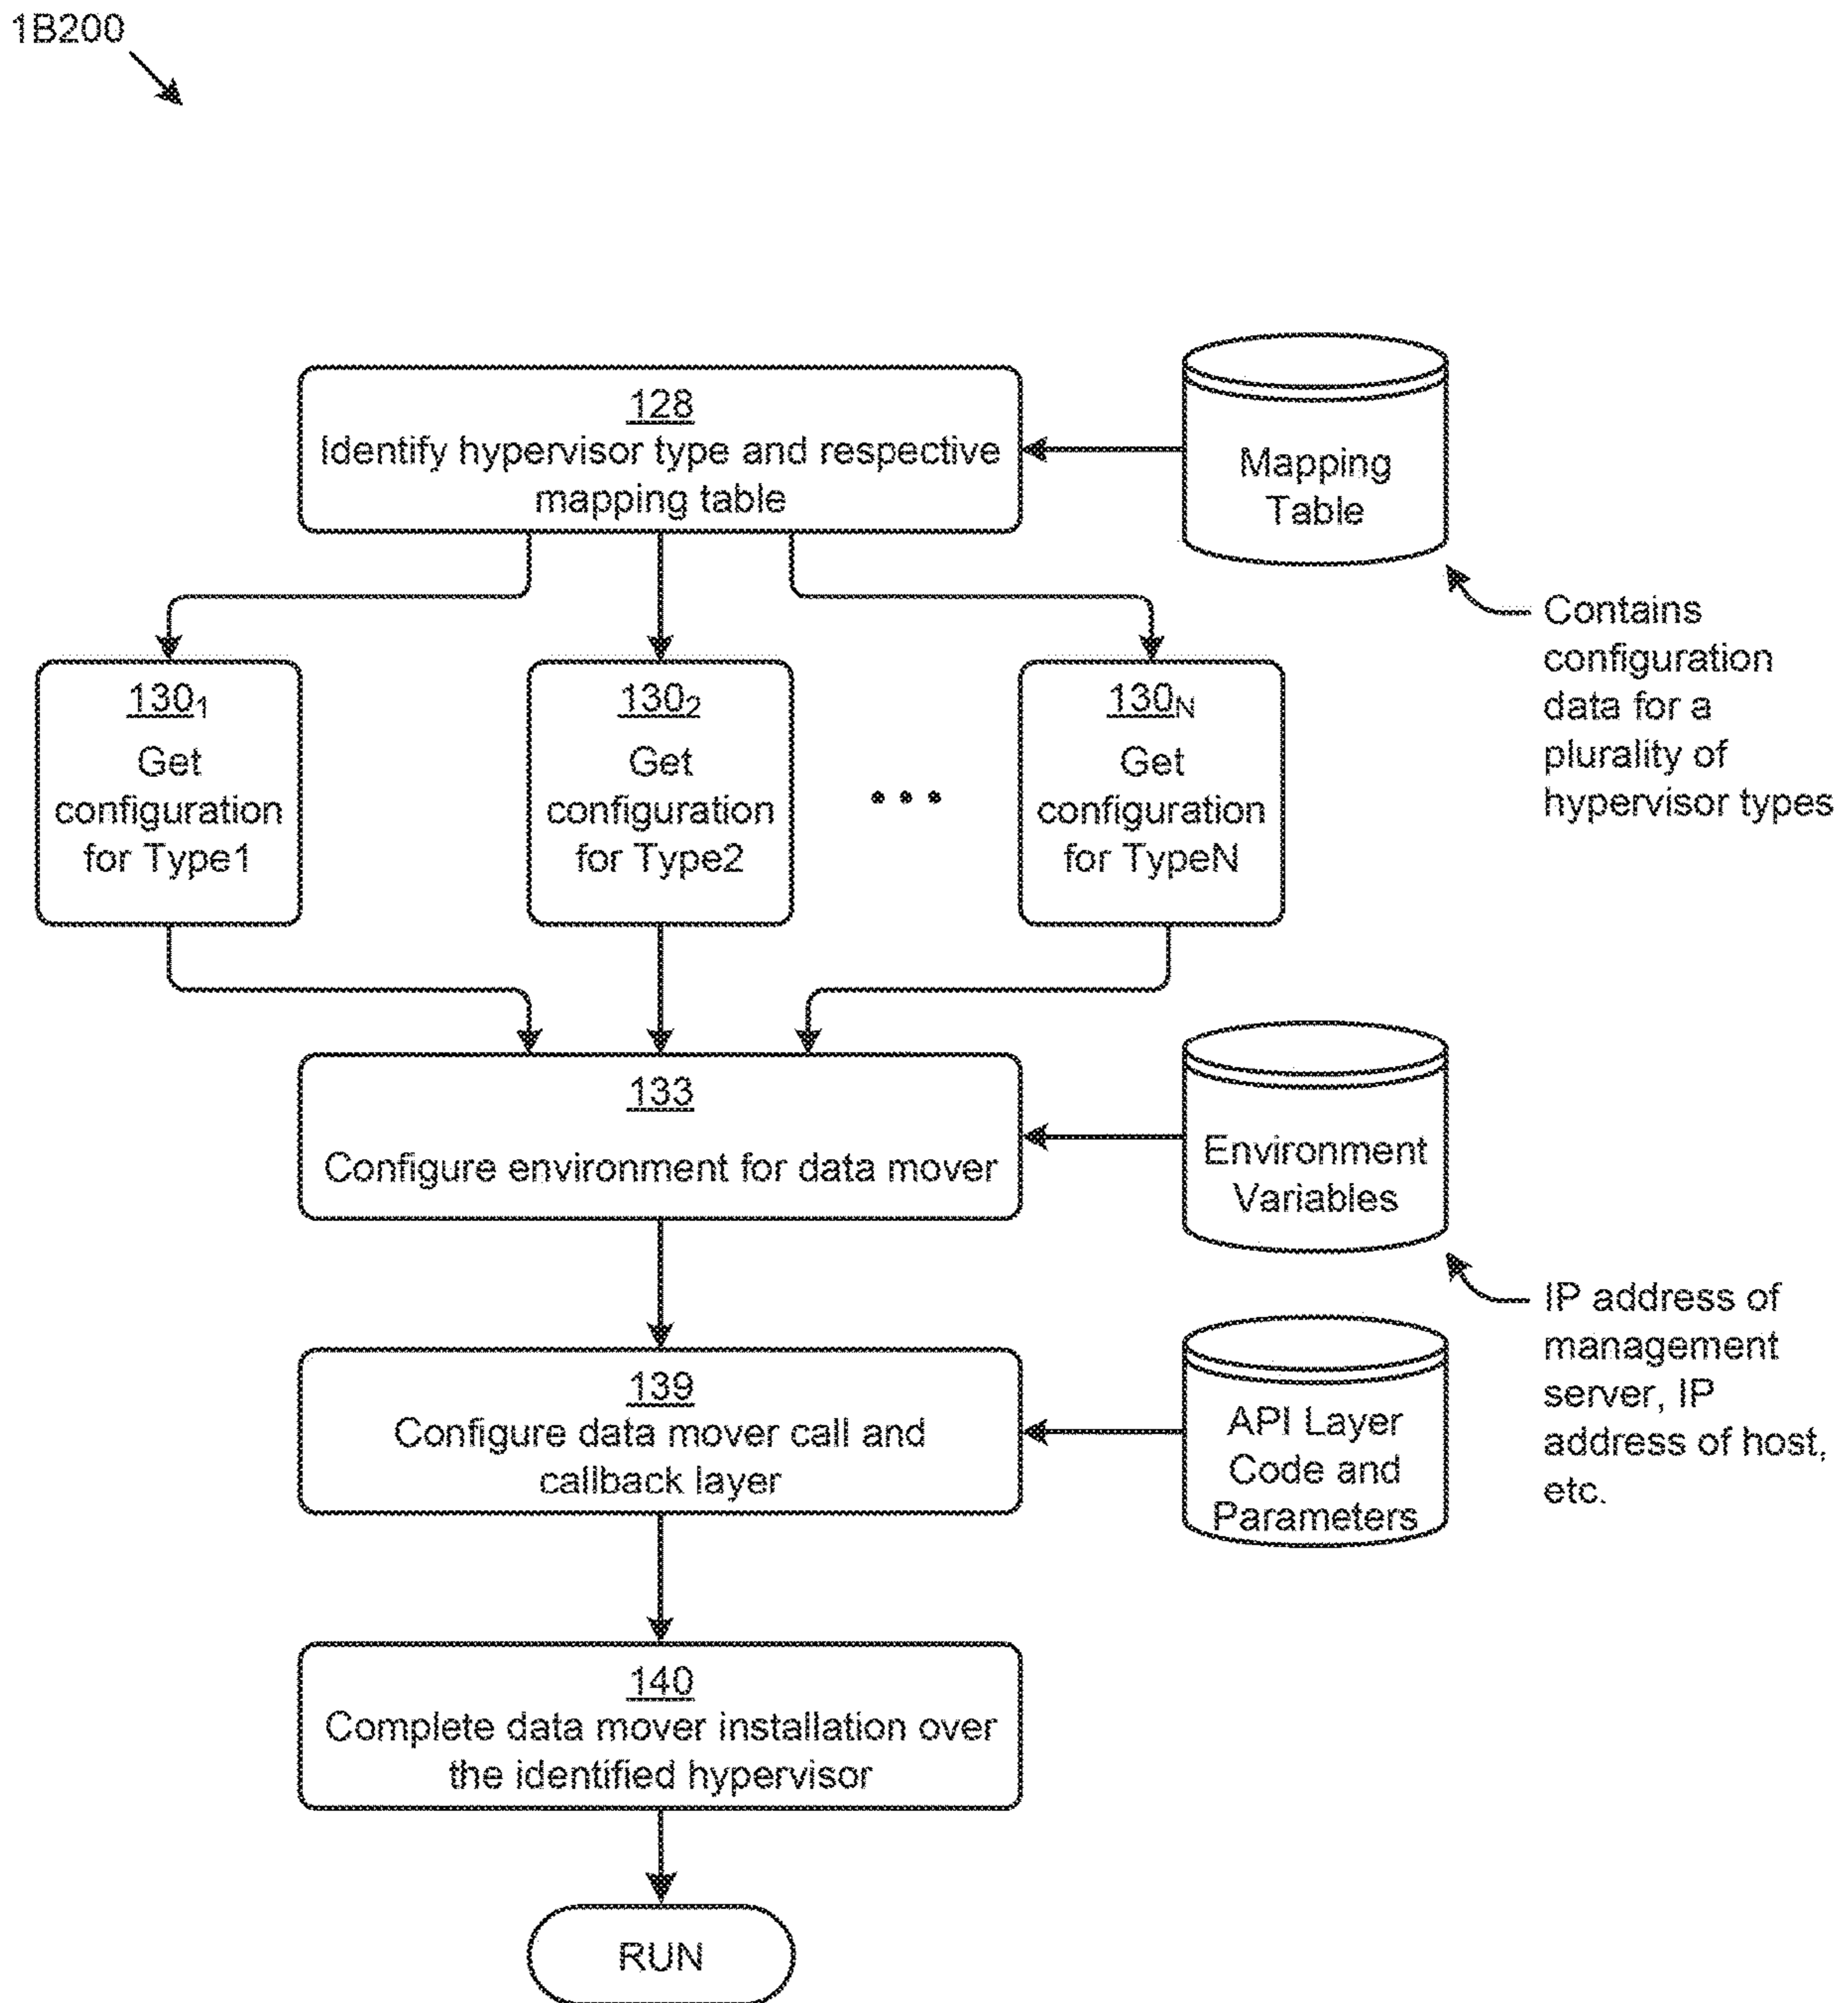 1B200
128
Identify hypervisor type and respective
mapping table
Mapping
Table
Contains
configuration
data for a
plurality of
hypervisor types
130₁
Get
configuration
for Type1
130₂
Get
configuration
for Type2
• • •
130N
Get
configuration
for TypeN
133
Configure environment for data mover
Environment
Variables
IP address of
management
server, IP
address of host,
etc.
139
Configure data mover call and
callback layer
API Layer
Code and
Parameters
140
Complete data mover installation over
the identified hypervisor
RUN